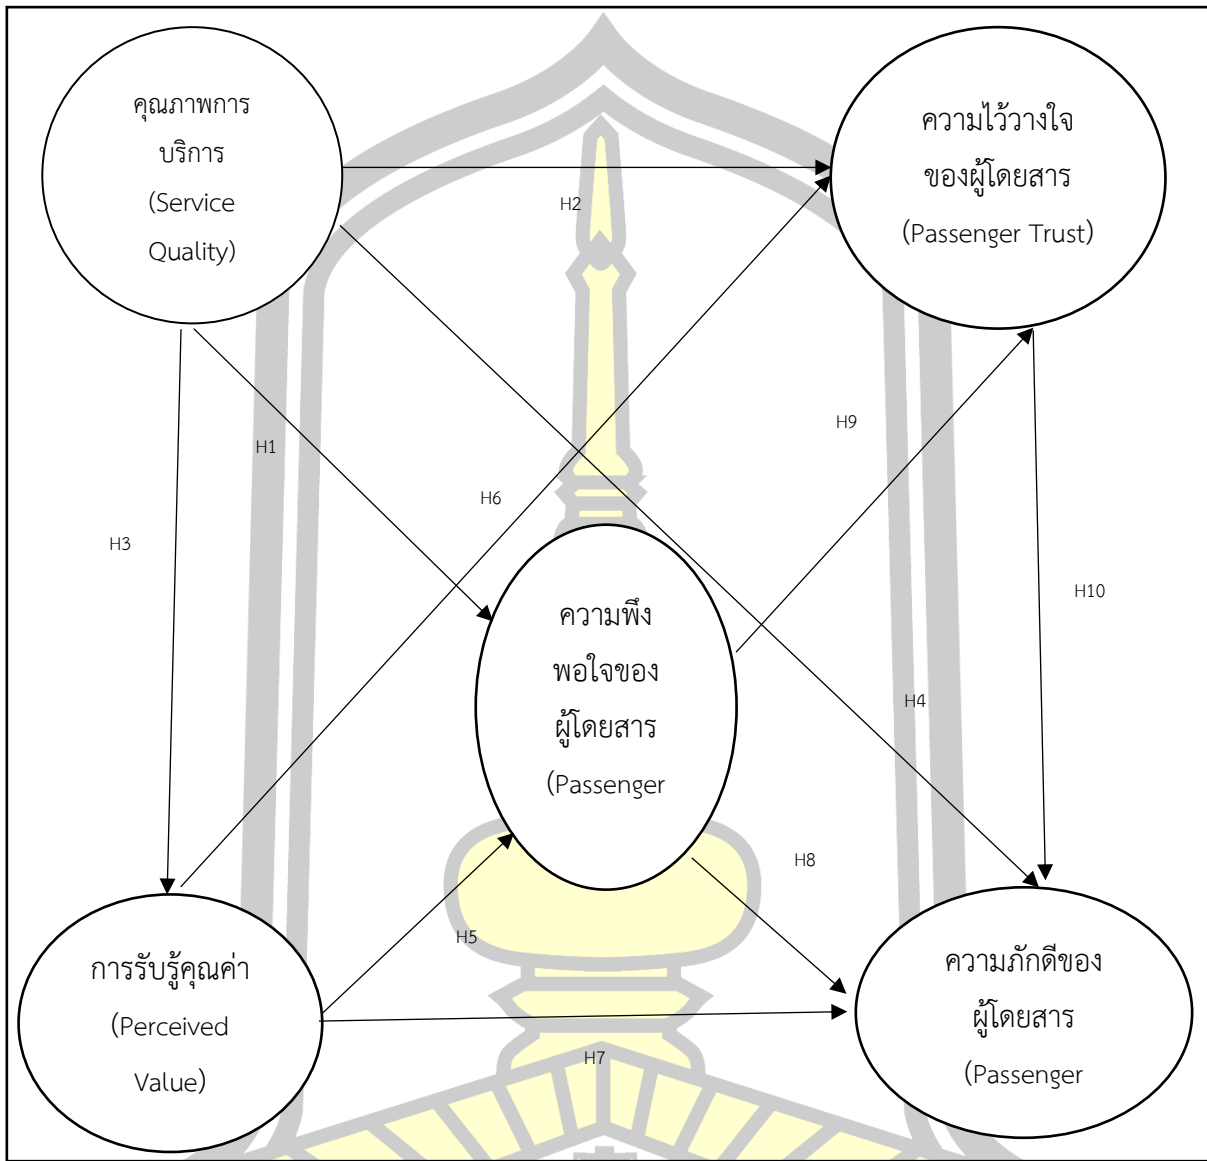 คุณภาพการ
บริการ
(Service
Quality)
ความไว้วางใจ
ของผู้โดยสาร
(Passenger Trust)
H2
H1
H9
H6
H3
H10
ความพึง
พอใจของ
ผู้โดยสาร
(Passenger
H4
H8
H5
การรับรู้คุณค่า
(Perceived
Value)
ความภักดีของ
ผู้โดยสาร
(Passenger
H7